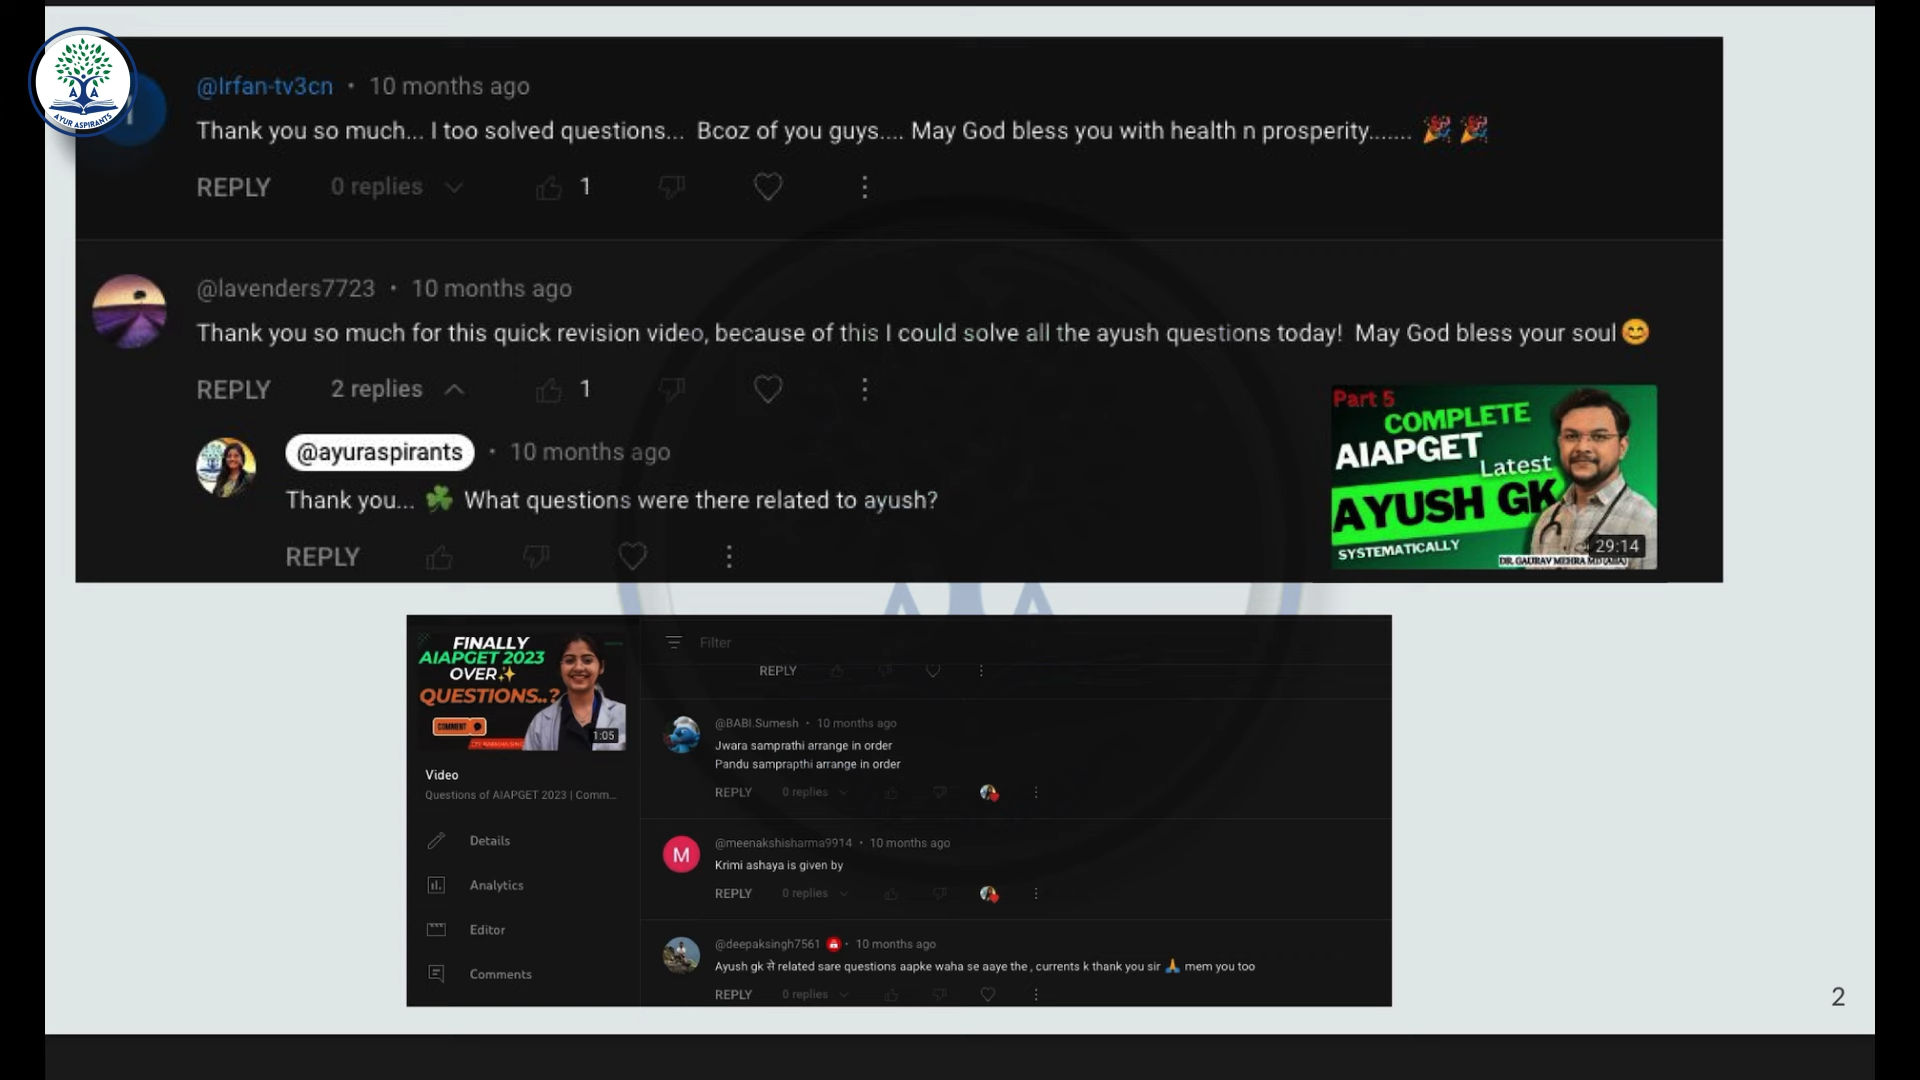 AYUR ASPIRANTS
@Irfan-tv3cn • 10 months ago
Thank you so much... I too solved questions... Bcoz of you guys.... May God bless you with health n prosperity....... 🎉 🎉
REPLY 0 replies 1
@lavenders7723 • 10 months ago
Thank you so much for this quick revision video, because of this I could solve all the ayush questions today! May God bless your soul 😊
REPLY 2 replies 1
@ayuraspirants • 10 months ago
Thank you... ☘️ What questions were there related to ayush?
REPLY
Part 5
COMPLETE
AIAPGET
Latest
AYUSH GK
SYSTEMATICALLY
29:14
DR. GAURAV MEHRA MD
FINALLY
AIAPGET 2023
OVER✨
QUESTIONS..?
COMMENT
1:05
Video
Questions of AIAPGET 2023 | Comm...
Details
Analytics
Editor
Comments
Filter
REPLY
@BABI.Sumesh • 10 months ago
Jwara samprathi arrange in order
Pandu samprapthi arrange in order
REPLY 0 replies
M
@meenakshisharma9914 • 10 months ago
Krimi ashaya is given by
REPLY 0 replies
@deepaksingh7561 • 10 months ago
Ayush gk से related sare questions aapke waha se aaye the , currents k thank you sir 🙏 mem you too
REPLY 0 replies
2